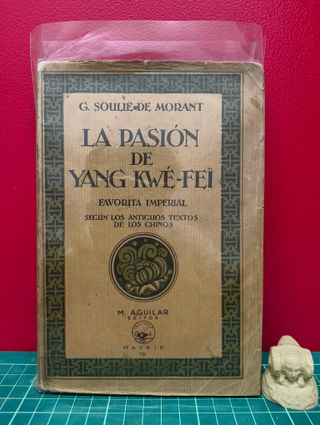 G. SOULIÉ DE MORANT
LA PASIÓN
DE
YANG KWÉ-FEÏ
FAVORITA IMPERIAL
SEGÚN LOS ANTIGUOS TEXTOS
DE LOS CHINOS
M. AGUILAR
EDITOR
MADRID